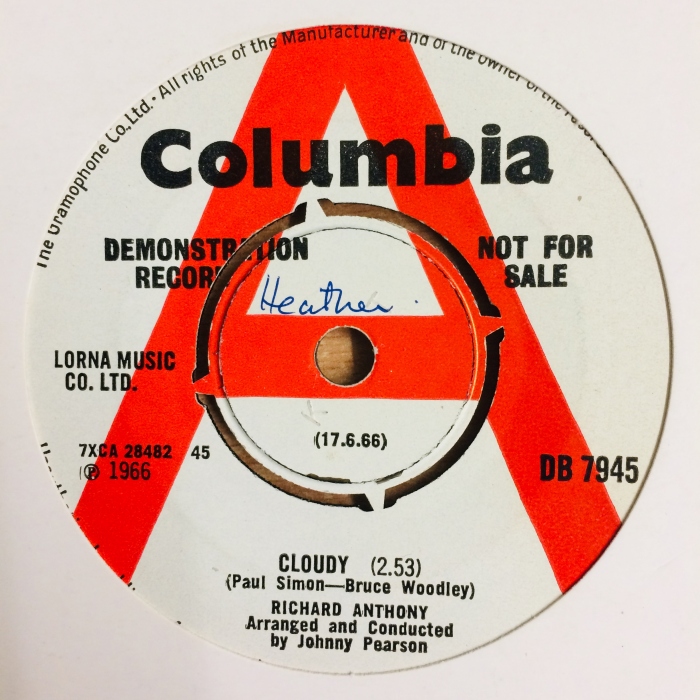 The Gramophone Co. Ltd. · All rights of the Manufacturer and of the owner of the
Columbia
DEMONSTRATION
RECORD
NOT FOR
SALE
Heather.
LORNA MUSIC
CO. LTD.
7XCA 28482 45
℗ 1966
(17.6.66)
DB 7945
CLOUDY (2.53)
(Paul Simon—Bruce Woodley)
RICHARD ANTHONY
Arranged and Conducted
by Johnny Pearson